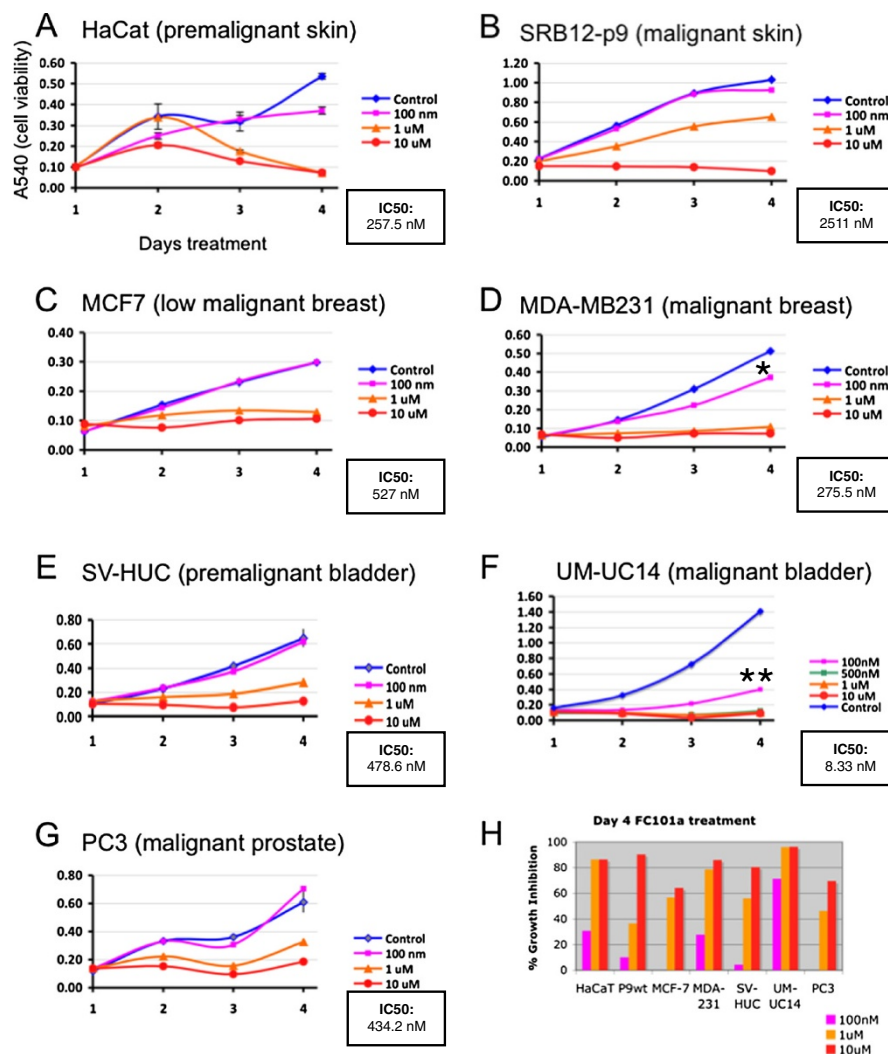 A HaCat (premalignant skin)
A540 (cell viability)
0.60
0.50
0.40
0.30
0.20
0.10
0.00
1 2 3 4
Days treatment
Control
100 nm
1 uM
10 uM
IC50:
257.5 nM
B SRB12-p9 (malignant skin)
1.20
1.00
0.80
0.60
0.40
0.20
0.00
1 2 3 4
Control
100 nm
1 uM
10 uM
IC50:
2511 nM
C MCF7 (low malignant breast)
0.40
0.30
0.20
0.10
0.00
1 2 3 4
Control
100 nm
1 uM
10 uM
IC50:
527 nM
D MDA-MB231 (malignant breast)
0.60
0.50
0.40
0.30
0.20
0.10
0.00
1 2 3 4
*
Control
100 nm
1 uM
10 uM
IC50:
275.5 nM
E SV-HUC (premalignant bladder)
0.80
0.60
0.40
0.20
0.00
1 2 3 4
Control
100 nm
1 uM
10 uM
IC50:
478.6 nM
F UM-UC14 (malignant bladder)
1.60
1.40
1.20
1.00
0.80
0.60
0.40
0.20
0.00
1 2 3 4
**
100nM
500nM
1 uM
10 uM
Control
IC50:
8.33 nM
G PC3 (malignant prostate)
0.80
0.60
0.40
0.20
0.00
1 2 3 4
Control
100 nm
1 uM
10 uM
IC50:
434.2 nM
H Day 4 FC101a treatment
% Growth Inhibition
100
80
60
40
20
0
HaCaT P9wt MCF-7 MDA- SV- UM- PC3
231 HUC UC14
100nM
1uM
10uM